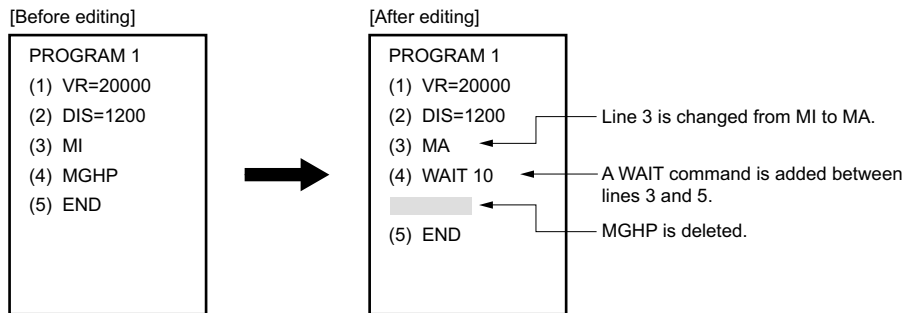 [Before editing]
PROGRAM 1
(1) VR=20000
(2) DIS=1200
(3) MI
(4) MGHP
(5) END
[After editing]
PROGRAM 1
(1) VR=20000
(2) DIS=1200
(3) MA
(4) WAIT 10
(5) END
Line 3 is changed from MI to MA.
A WAIT command is added between
lines 3 and 5.
MGHP is deleted.